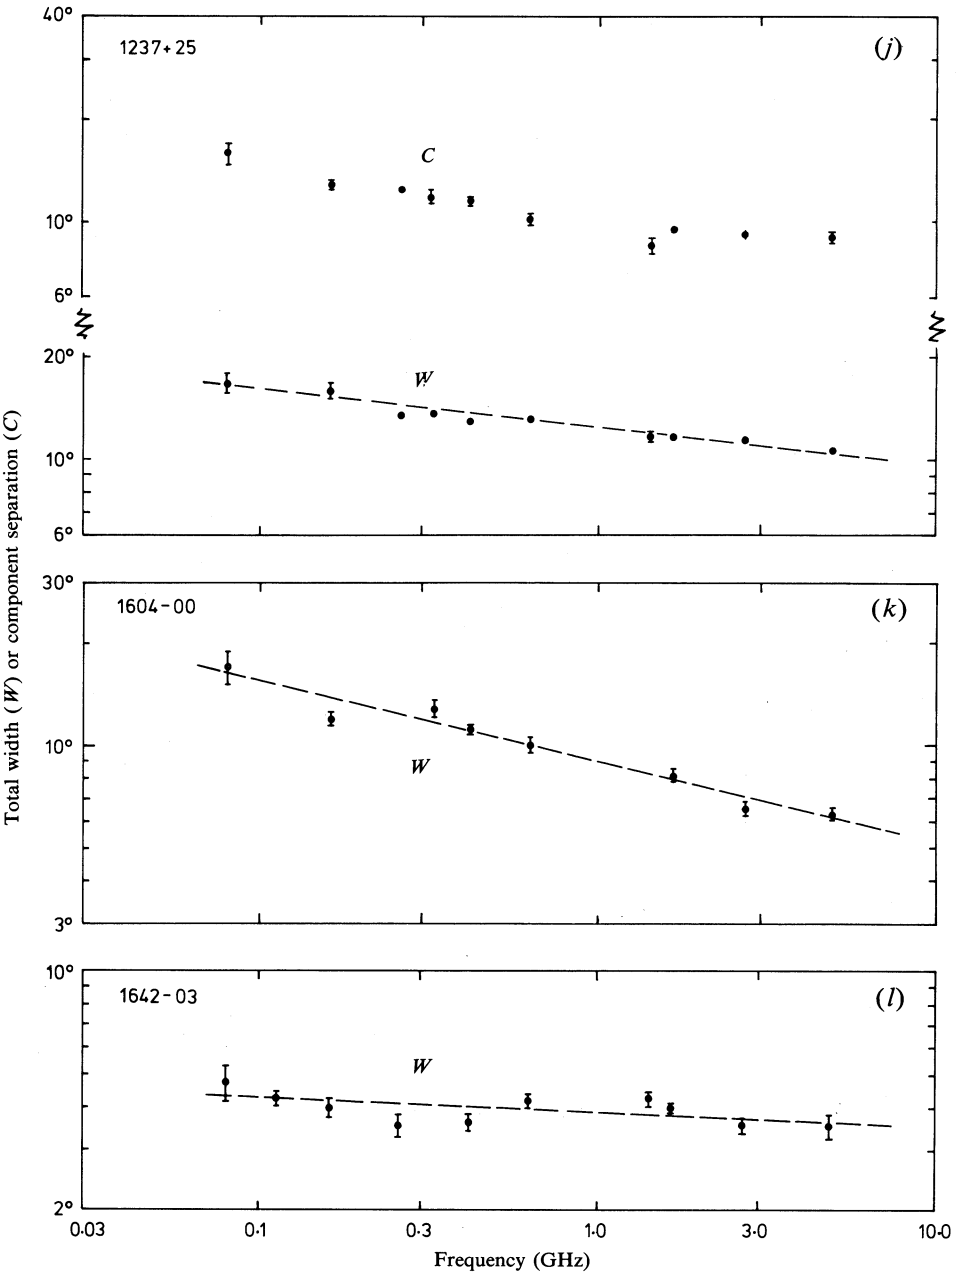 40°
1237+25
(j)
C
10°
6°
20°
W
10°
6°
30°
1604-00
(k)
10°
W
3°
10°
1642-03
(l)
W
2°
0·03
0·1
0·3
1·0
3·0
10·0
Frequency (GHz)
Total width (W) or component separation (C)